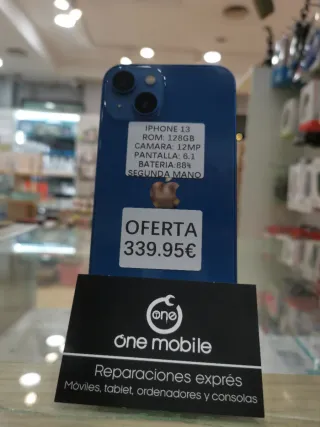 IPHONE 13
ROM: 128GB
CAMARA: 12MP
PANTALLA: 6.1
BATERIA:88%
SEGUNDA MANO
OFERTA
339.95€
one
óne mobile
Reparaciones exprés
Móviles, tablet, ordenadores y consolas